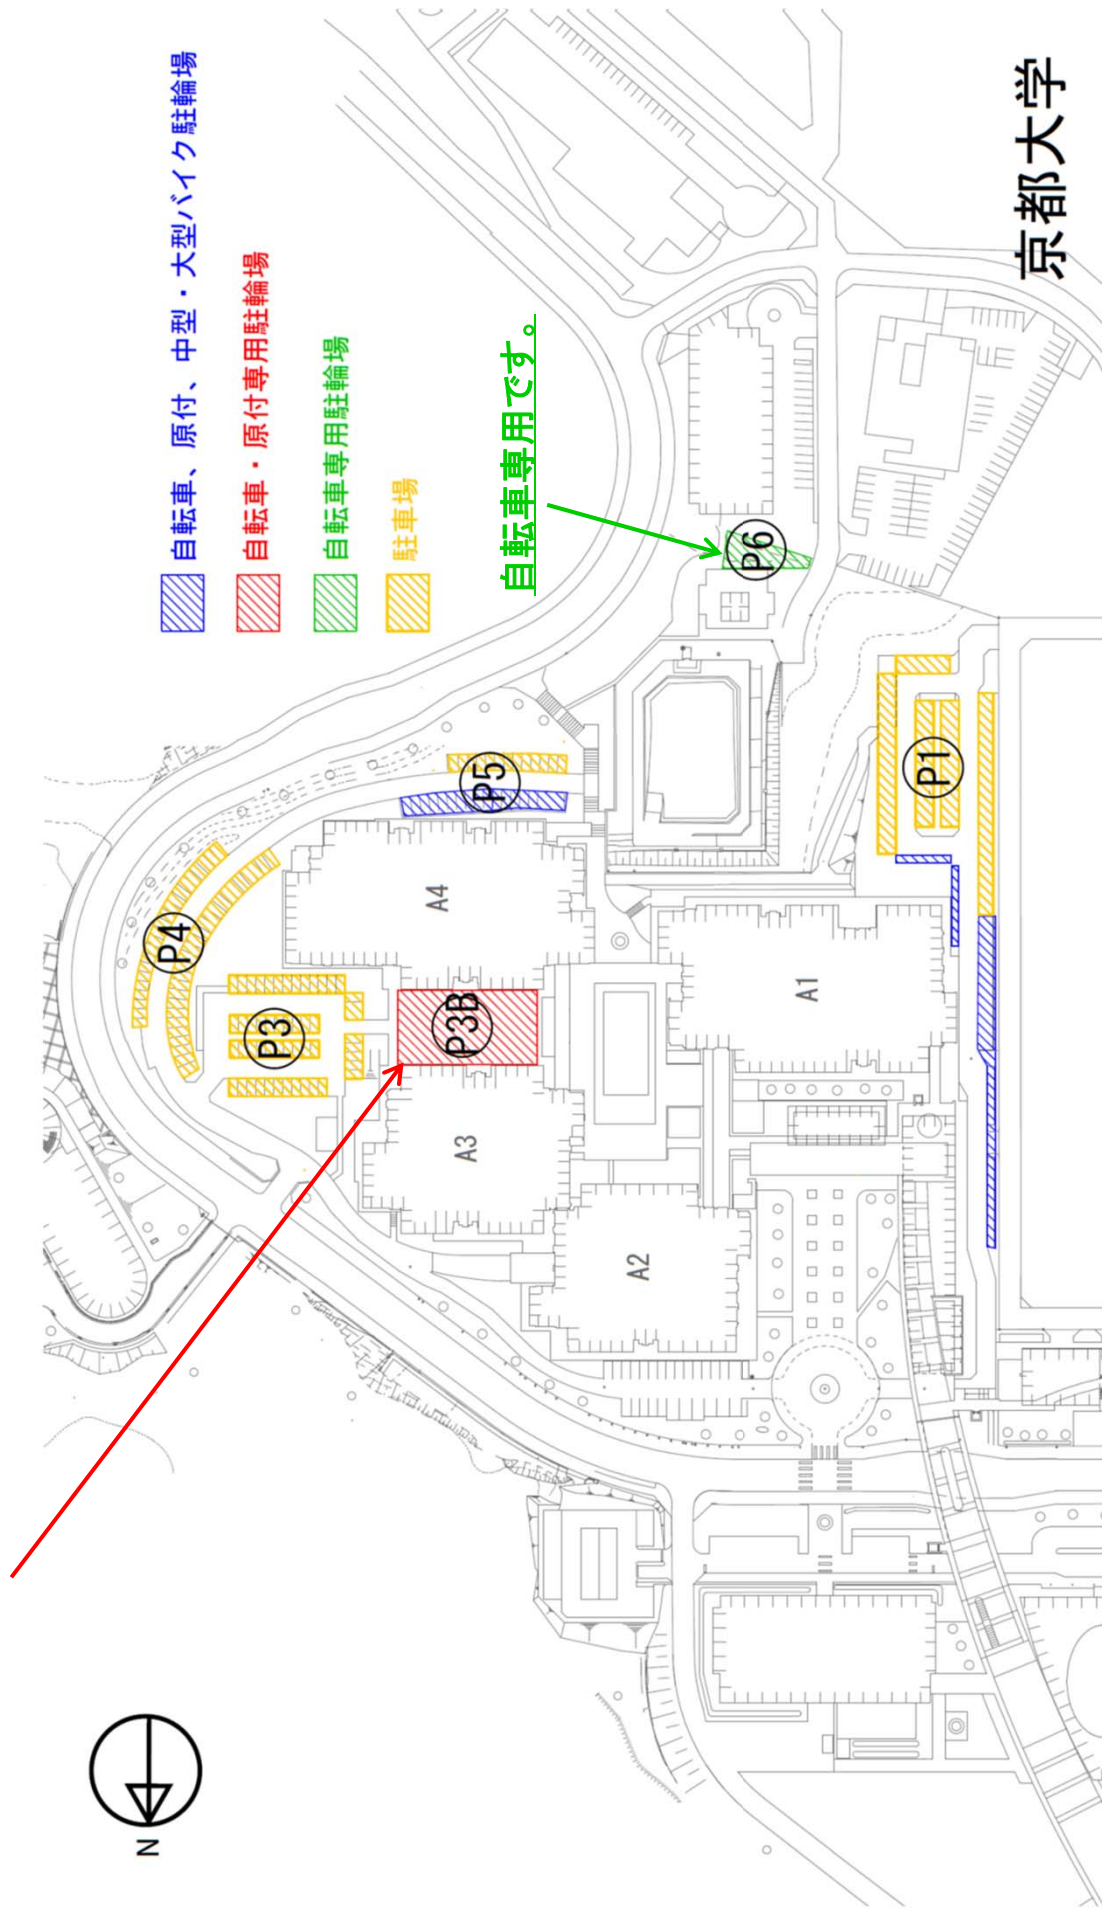 自転車、原付、中型・大型バイク駐輪場
自転車・原付専用駐輪場
自転車専用駐輪場
駐車場
自転車専用です。
京都大学
P6
P5
P1
P4
A4
P3
P3B
A1
A3
A2
N